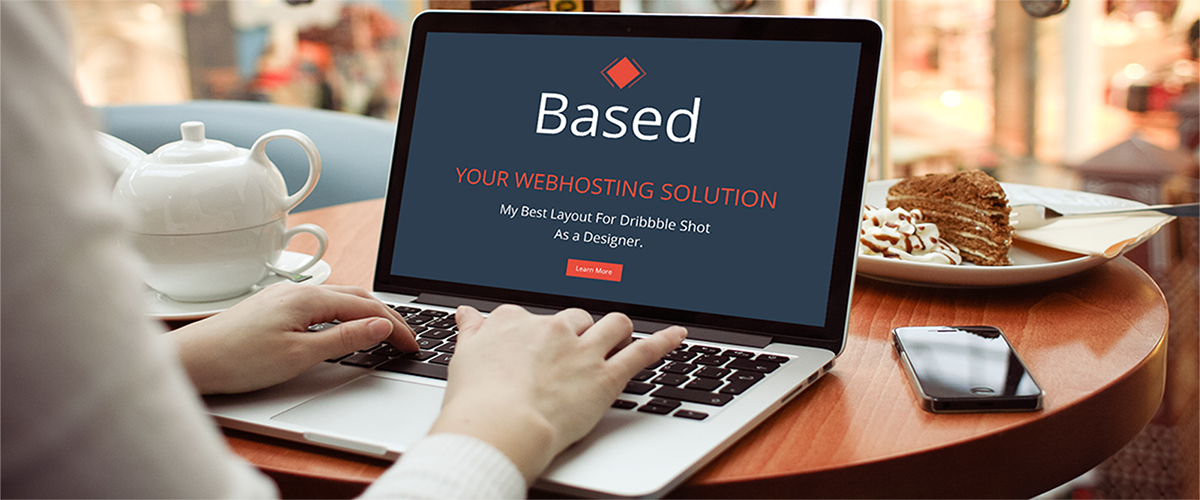 Based
YOUR WEBHOSTING SOLUTION
My Best Layout For Dribbble Shot
As a Designer.
Learn More